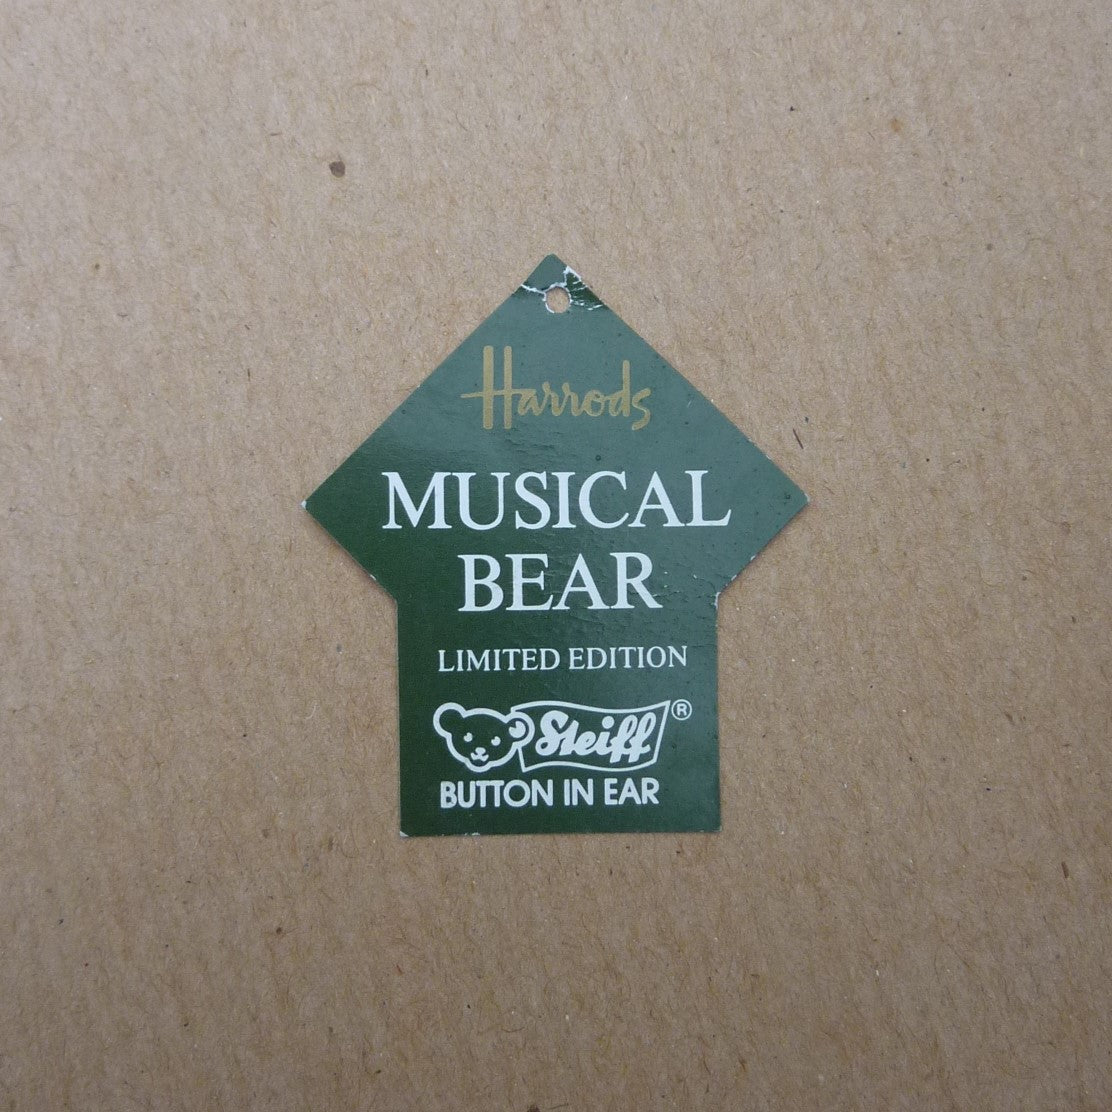 Harrods
MUSICAL
BEAR
LIMITED EDITION
Steiff ®
BUTTON IN EAR